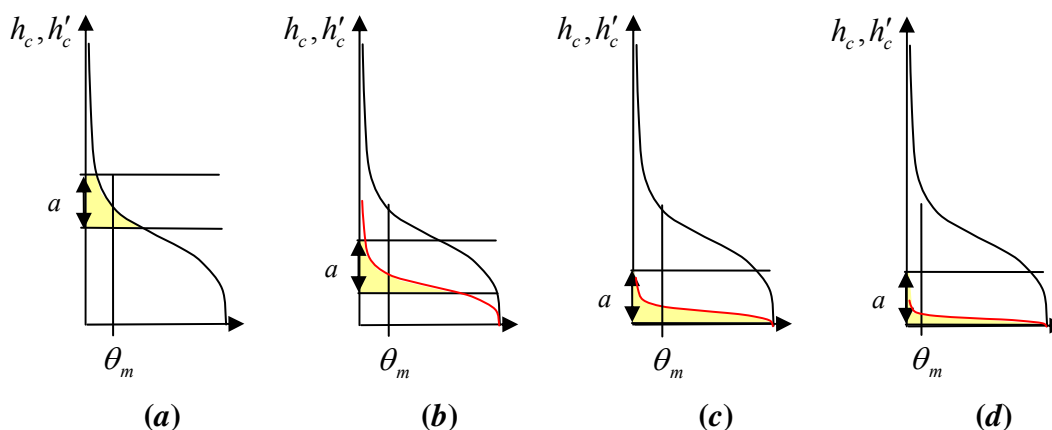 h_c, h′_c h_c, h′_c h_c, h′_c h_c, h′_c
a a a a
θ_m θ_m θ_m θ_m
(a) (b) (c) (d)